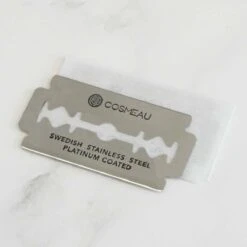 COSMEAU
SWEDISH STAINLESS STEEL
PLATINUM COATED